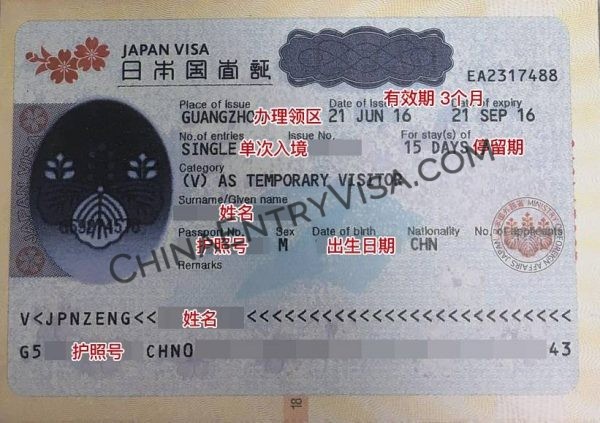 JAPAN VISA
日本国査証
EA2317488
Place of Issue Date of Issue 有效期 3个月 Date of expiry
GUANGZHOU 办理领区 21 JUN 16 21 SEP 16
No.of entries Issue No. For stay(s) of
SINGLE 单次入境 15 DAYS 停留期
Category
(V) AS TEMPORARY VISITOR
Surname/Given name
姓名
Passport No. Sex Date of birth Nationality No. of applicants
护照号 M 出生日期 CHN
Remarks
CHINAENTRYVISA.COM
V<JPNZENG<< 姓名 <<<<<<<<<<<<<<<<<<<<<<<
G5 护照号 CHN0 43
18